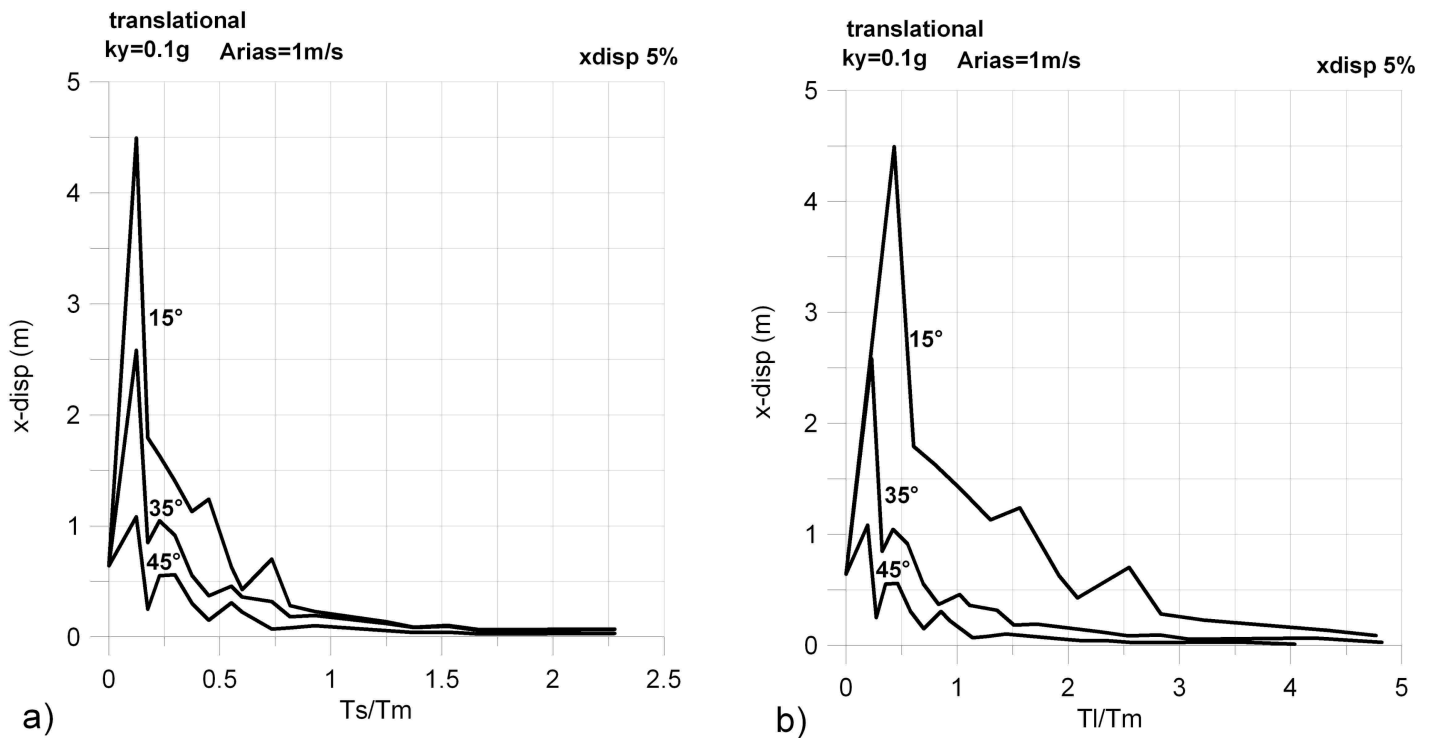 translational
ky=0.1g Arias=1m/s xdisp 5%
5
4
3
2
1
0
x-disp (m)
15°
35°
45°
0 0.5 1 1.5 2 2.5
Ts/Tm
a)
translational
ky=0.1g Arias=1m/s xdisp 5%
5
4
3
2
1
0
x-disp (m)
15°
35°
45°
0 1 2 3 4 5
Tl/Tm
b)